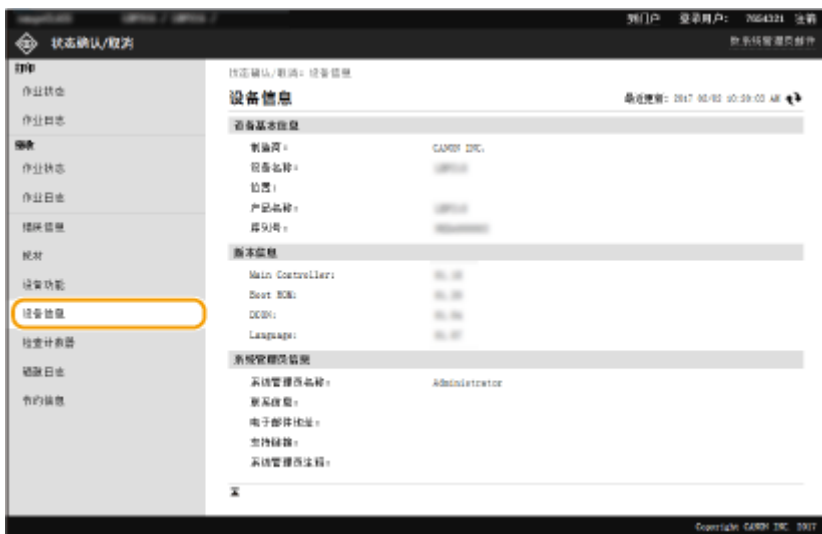 到门户 登录用户: 7654321 注销
状态确认/取消 致系统管理员邮件
打印
作业状态
作业日志
接收
作业状态
作业日志
错误信息
耗材
设备功能
设备信息
检查计数器
碳粉日志
节约信息
状态确认/取消: 设备信息
设备信息 最近更新: 2017 02/02 10:20:02 AM
设备基本信息
制造商: CANON INC.
设备名称:
位置:
产品名称:
序列号:
版本信息
Main Controller:
Boot ROM:
DCON:
Language:
系统管理员信息
系统管理员名称: Administrator
联系信息:
电子邮件地址:
支持链接:
系统管理员注释:
Copyright CANON INC. 2017